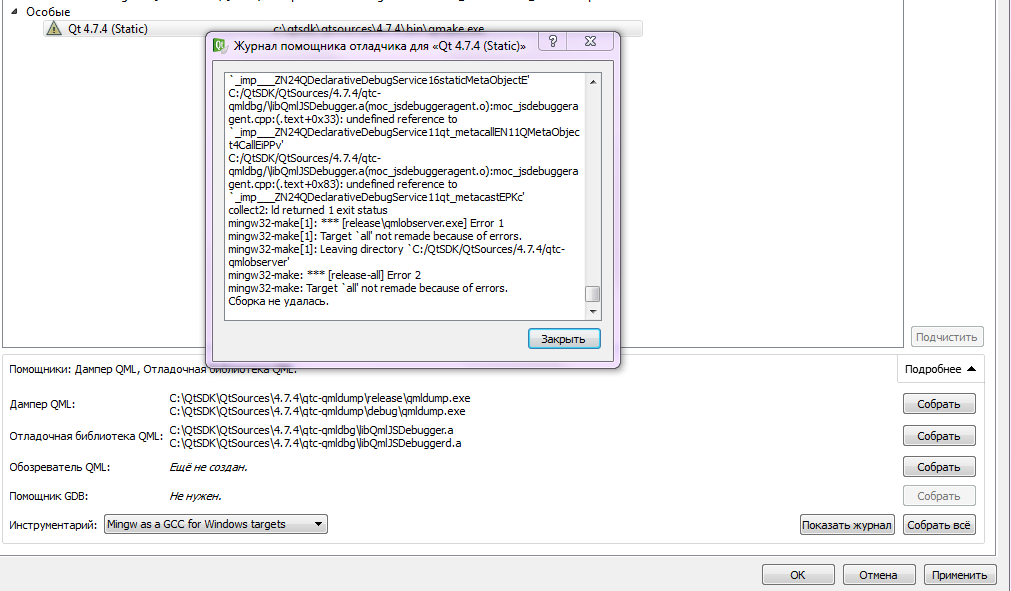 Особые
Qt 4.7.4 (Static) c:\qtsdk\qtsources\4.7.4\bin\qmake.exe
Журнал помощника отладчика для «Qt 4.7.4 (Static)»
`_imp___ZN24QDeclarativeDebugService16staticMetaObjectE'
C:/QtSDK/QtSources/4.7.4/qtc-
qmldbg/\libQmlJSDebugger.a(moc_jsdebuggeragent.o):moc_jsdebuggera
gent.cpp:(.text+0x33): undefined reference to
`_imp___ZN24QDeclarativeDebugService11qt_metacallEN11QMetaObjec
t4CallEiPPv'
C:/QtSDK/QtSources/4.7.4/qtc-
qmldbg/\libQmlJSDebugger.a(moc_jsdebuggeragent.o):moc_jsdebuggera
gent.cpp:(.text+0x83): undefined reference to
`_imp___ZN24QDeclarativeDebugService11qt_metacastEPKc'
collect2: ld returned 1 exit status
mingw32-make[1]: *** [release\qmlobserver.exe] Error 1
mingw32-make[1]: Target `all' not remade because of errors.
mingw32-make[1]: Leaving directory `C:/QtSDK/QtSources/4.7.4/qtc-
qmlobserver'
mingw32-make: *** [release-all] Error 2
mingw32-make: Target `all' not remade because of errors.
Сборка не удалась.
Закрыть
Подчистить
Помощники: Дампер QML, Отладочная библиотека QML.
Подробнее
Дампер QML: C:\QtSDK\QtSources\4.7.4\qtc-qmldump\release\qmldump.exe
C:\QtSDK\QtSources\4.7.4\qtc-qmldump\debug\qmldump.exe
Собрать
Отладочная библиотека QML: C:\QtSDK\QtSources\4.7.4\qtc-qmldbg\libQmlJSDebugger.a
C:\QtSDK\QtSources\4.7.4\qtc-qmldbg\libQmlJSDebuggerd.a
Собрать
Обозреватель QML: Ещё не создан. Собрать
Помощник GDB: Не нужен. Собрать
Инструментарий: Mingw as a GCC for Windows targets Показать журнал Собрать всё
OK Отмена Применить